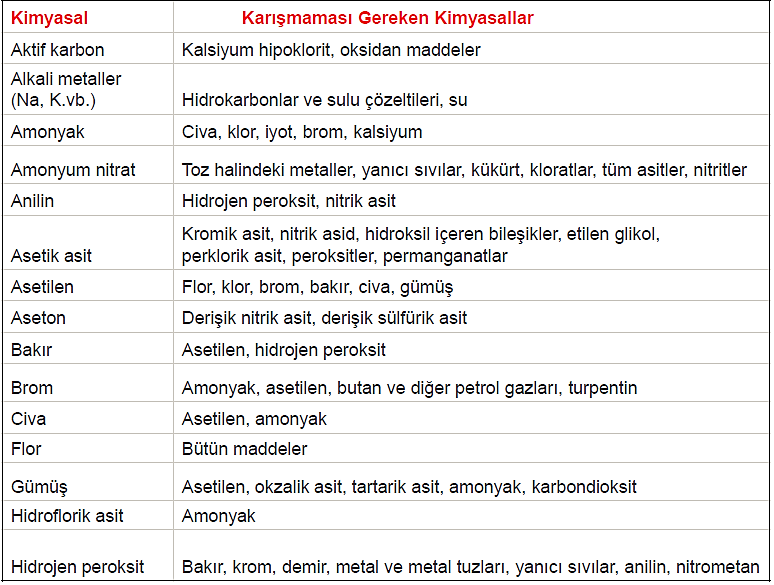 Kimyasal Karışmaması Gereken Kimyasallar
Aktif karbon Kalsiyum hipoklorit, oksidan maddeler
Alkali metaller
(Na, K.vb.) Hidrokarbonlar ve sulu çözeltileri, su
Amonyak Civa, klor, iyot, brom, kalsiyum
Amonyum nitrat Toz halindeki metaller, yanıcı sıvılar, kükürt, kloratlar, tüm asitler, nitritler
Anilin Hidrojen peroksit, nitrik asit
Kromik asit, nitrik asid, hidroksil içeren bileşikler, etilen glikol,
Asetik asit perklorik asit, peroksitler, permanganatlar
Asetilen Flor, klor, brom, bakır, civa, gümüş
Aseton Derişik nitrik asit, derişik sülfürik asit
Bakır Asetilen, hidrojen peroksit
Brom Amonyak, asetilen, butan ve diğer petrol gazları, turpentin
Civa Asetilen, amonyak
Flor Bütün maddeler
Gümüş Asetilen, okzalik asit, tartarik asit, amonyak, karbondioksit
Hidroflorik asit Amonyak
Hidrojen peroksit Bakır, krom, demir, metal ve metal tuzları, yanıcı sıvılar, anilin, nitrometan